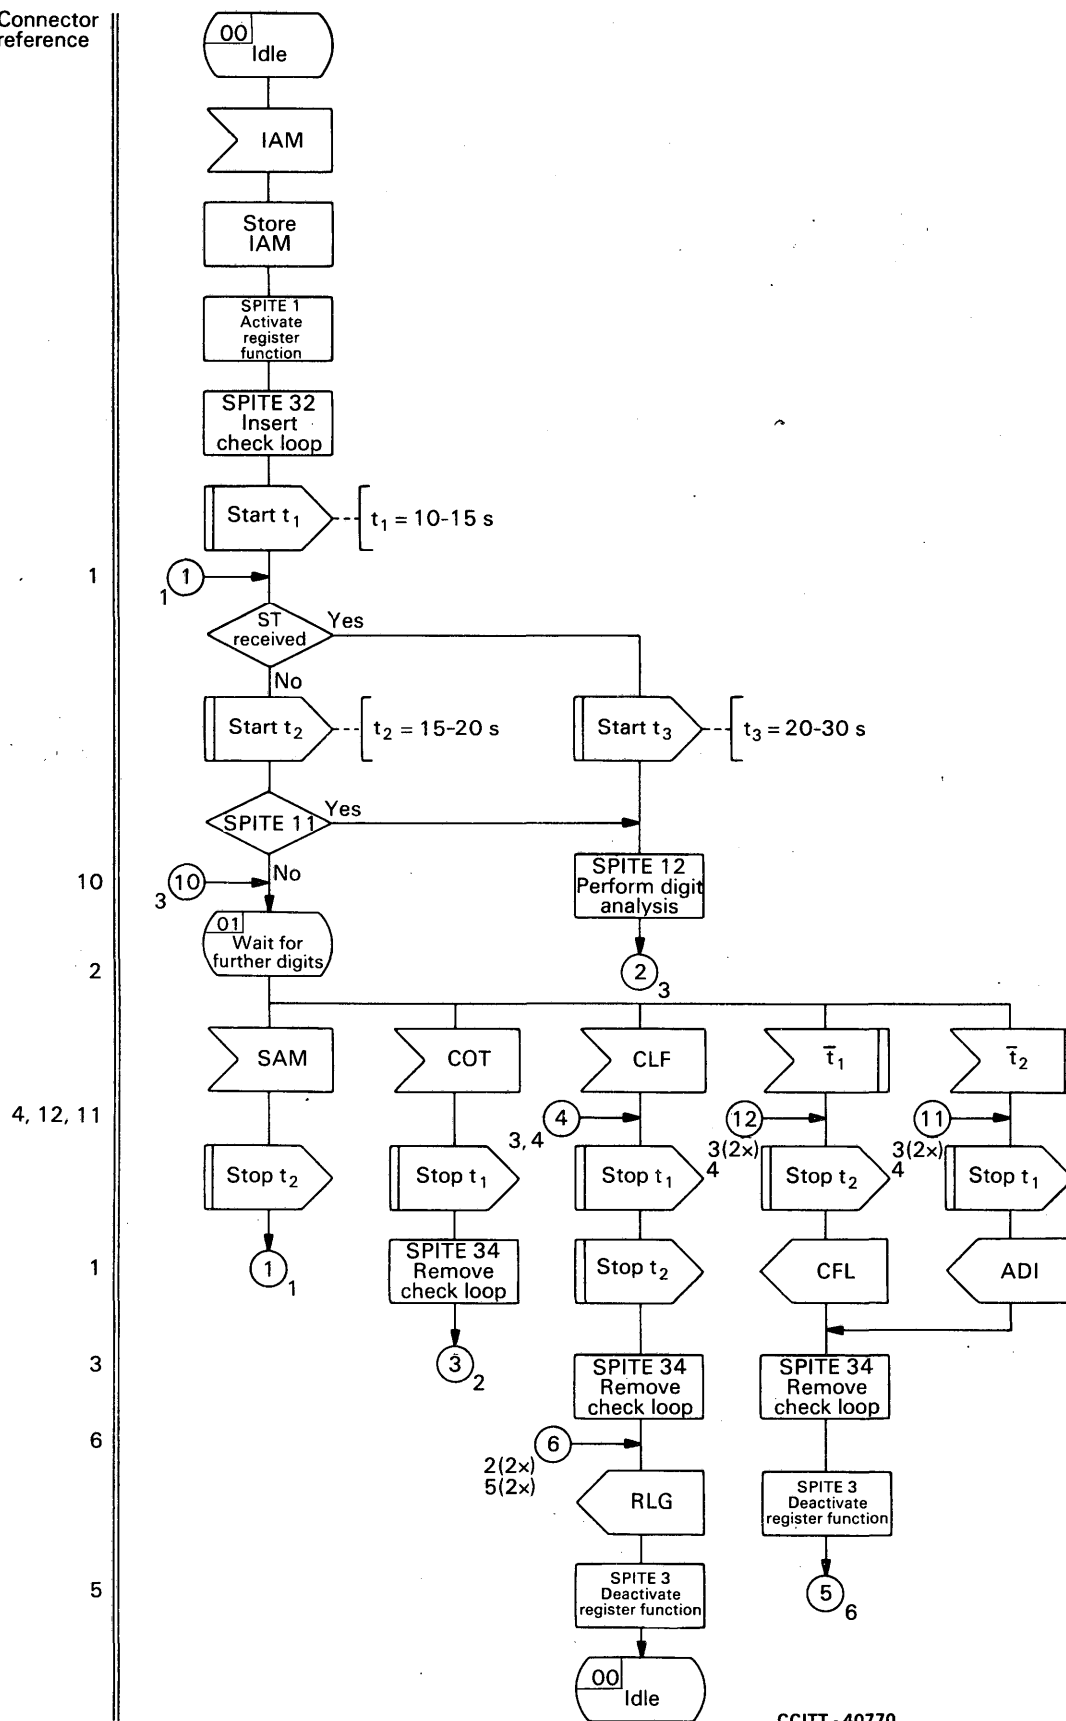 Connector
reference
00
Idle
IAM
Store
IAM
SPITE 1
Activate
register
function
SPITE 32
Insert
check loop
Start t1
t1 = 10-15 s
1
1
1
ST
received
Yes
No
Start t2
t2 = 15-20 s
Start t3
t3 = 20-30 s
SPITE 11
Yes
No
10
10
3
SPITE 12
Perform digit
analysis
01
Wait for
further digits
2
2
3
SAM
COT
CLF
t̅1
t̅2
4, 12, 11
4
3, 4
12
3(2x)
4
11
3(2x)
4
Stop t2
Stop t1
Stop t1
Stop t2
Stop t1
1
1
1
SPITE 34
Remove
check loop
Stop t2
CFL
ADI
3
3
2
SPITE 34
Remove
check loop
SPITE 34
Remove
check loop
6
6
2(2x)
5(2x)
RLG
SPITE 3
Deactivate
register function
5
SPITE 3
Deactivate
register function
5
6
00
Idle
CCITT - 40770